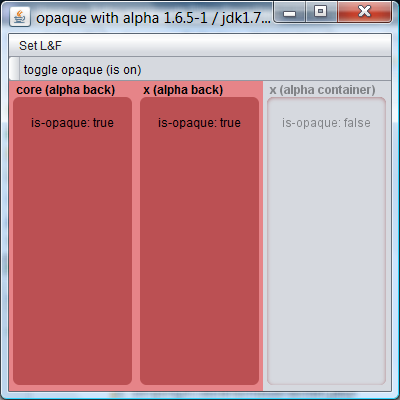 opaque with alpha 1.6.5-1 / jdk1.7...
Set L&F
toggle opaque (is on)
core (alpha back) x (alpha back) x (alpha container)
is-opaque: true is-opaque: true is-opaque: false